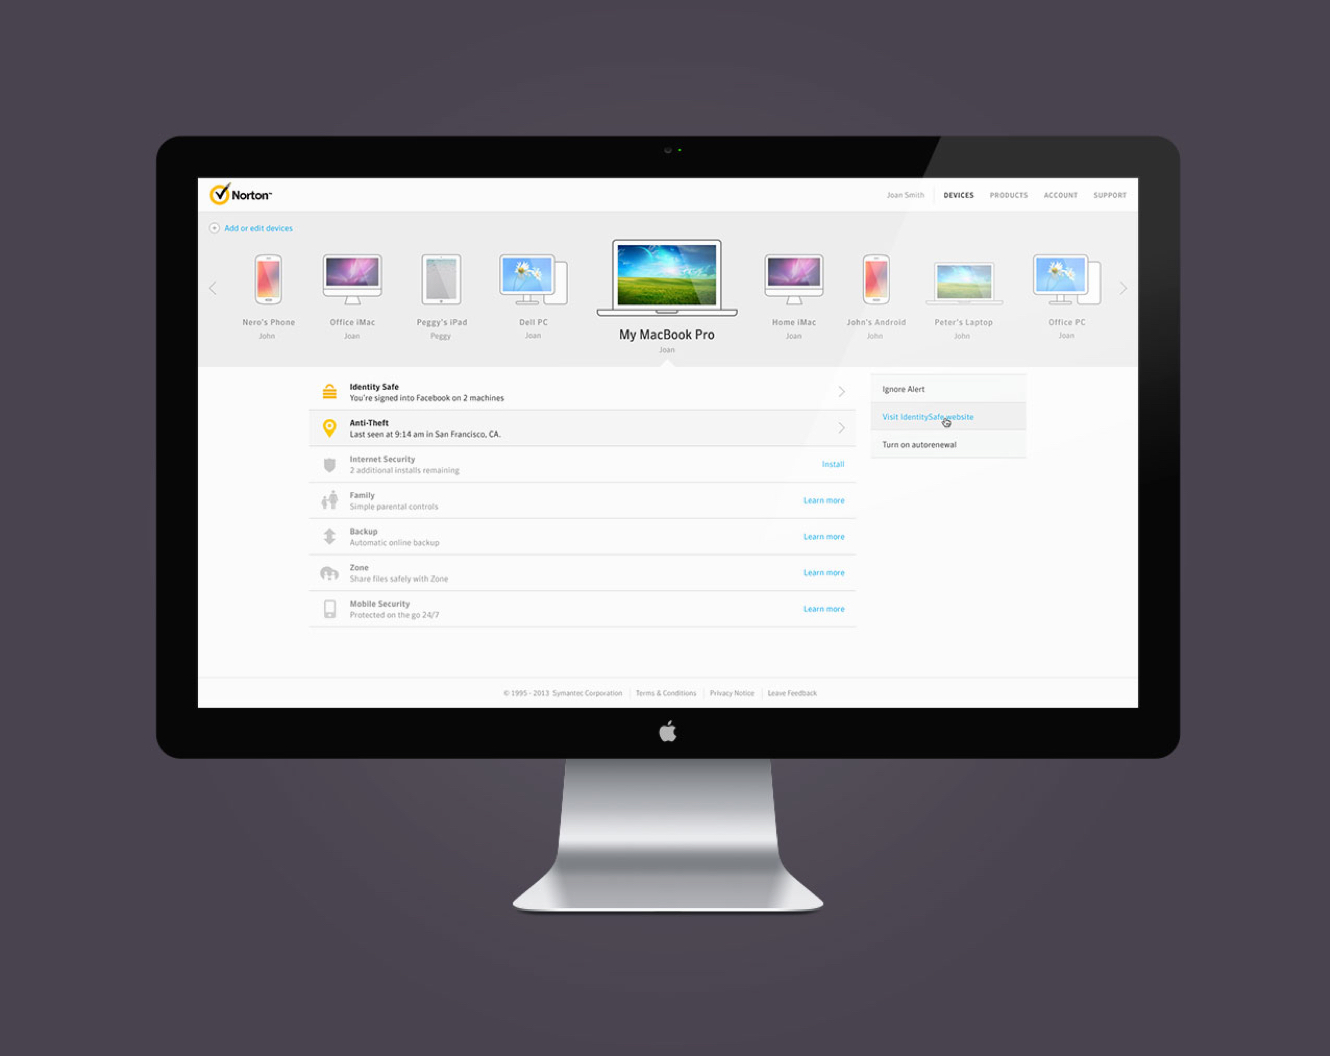 Norton™
Joan Smith DEVICES PRODUCTS ACCOUNT SUPPORT
Add or edit devices
Nero's Phone
John
Office iMac
Joan
Peggy's iPad
Peggy
Dell PC
Joan
My MacBook Pro
Joan
Home iMac
Joan
John's Android
John
Peter's Laptop
John
Office PC
Joan
Identity Safe
You're signed into Facebook on 2 machines
Anti-Theft
Last seen at 9:14 am in San Francisco, CA.
Internet Security
2 additional installs remaining
Install
Family
Simple parental controls
Learn more
Backup
Automatic online backup
Learn more
Zone
Share files safely with Zone
Learn more
Mobile Security
Protected on the go 24/7
Learn more
Ignore Alert
Visit IdentitySafe website
Turn on autorenewal
© 1995 - 2013 Symantec Corporation Terms & Conditions Privacy Notice Leave Feedback